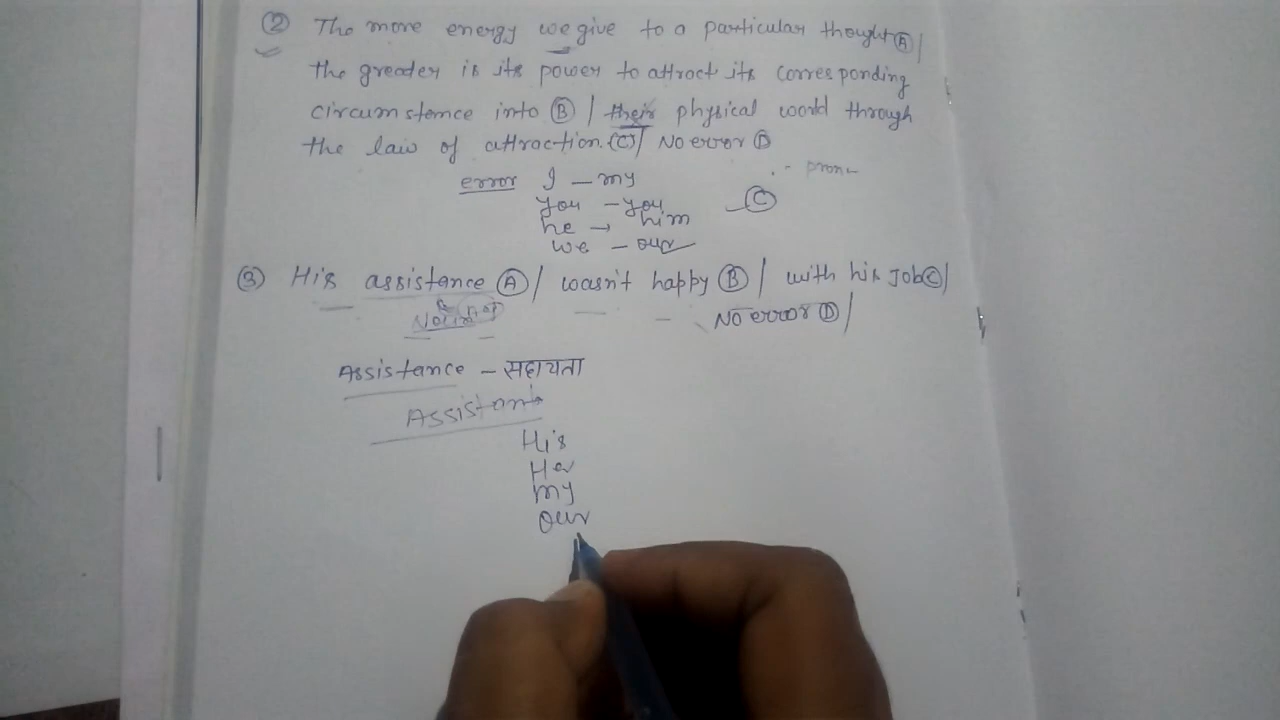 ② The more energy we give to a particular thought Ⓐ/
the greater is its power to attract its corresponding
circumstance into Ⓑ / their physical world through
the law of attraction. (C)/ No error Ⓓ
error I – my
you – you Ⓒ
he → him
we – our
③ His assistance Ⓐ/ wasn't happy Ⓑ/ with his Job Ⓒ/
Noun No error Ⓓ/
Assistance – सहायता
Assistant
His
Her
my
our